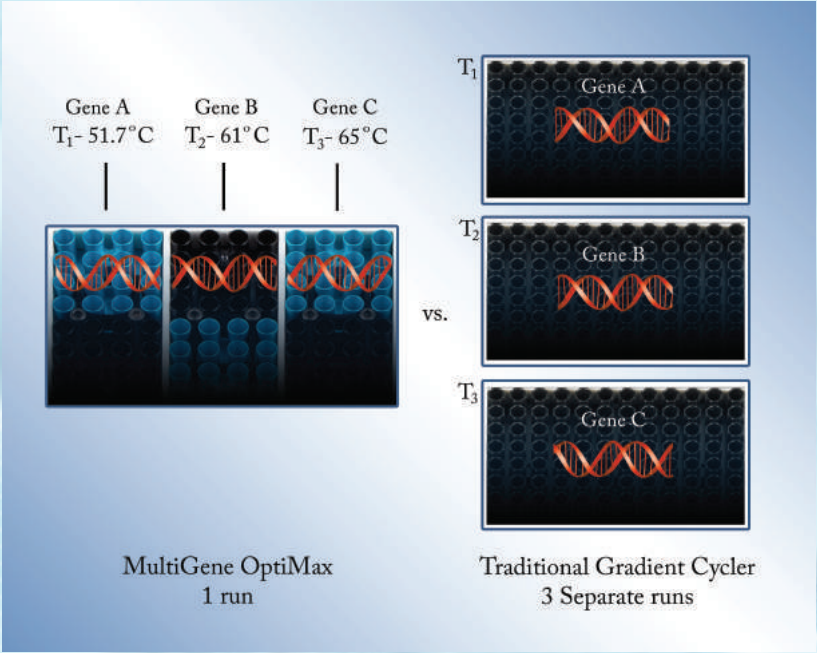 Gene A
T₁- 51.7°C
Gene B
T₂- 61°C
Gene C
T₃- 65°C
vs.
T₁
Gene A
T₂
Gene B
T₃
Gene C
MultiGene OptiMax
1 run
Traditional Gradient Cycler
3 Separate runs